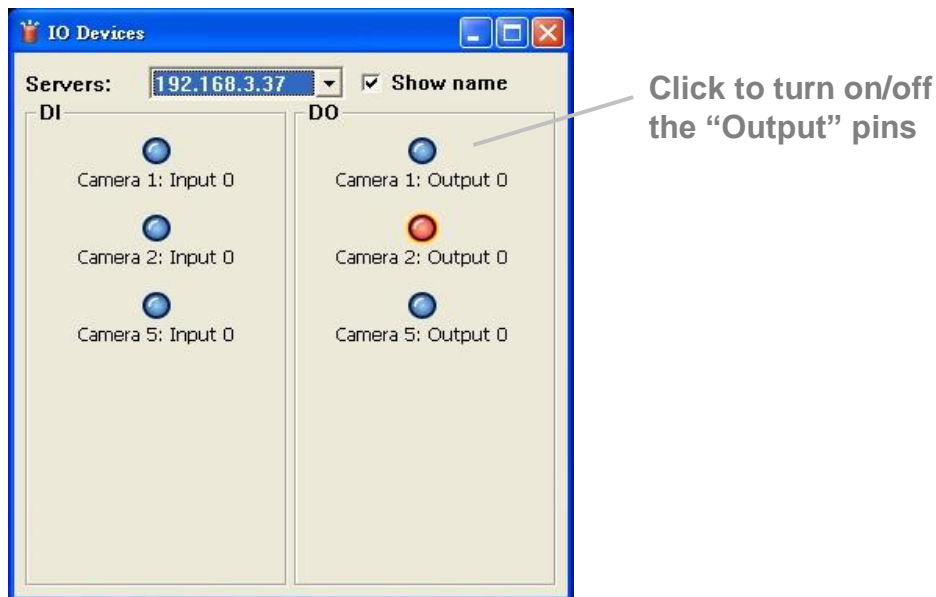 IO Devices
Servers: 192.168.3.37 Show name
DI
Camera 1: Input 0
Camera 2: Input 0
Camera 5: Input 0
DO
Camera 1: Output 0
Camera 2: Output 0
Camera 5: Output 0
Click to turn on/off
the “Output” pins